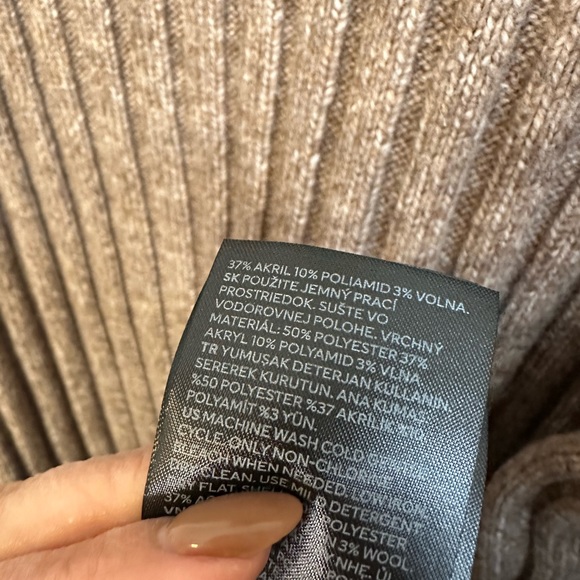 37% AKRIL 10% POLIAMID 3% VOLNA.
SK POUŽITE JEMNÝ PRACÍ
PROSTRIEDOK. SUŠTE VO
VODOROVNEJ POLOHE. VRCHNÝ
MATERIÁL: 50% POLYESTER 37%
AKRYL 10% POLYAMID 3% VLNA
TR YUMUŞAK DETERJAN KULLANIN.
SEREREK KURUTUN. ANA KUMAŞ:
%50 POLYESTER %37 AKRİLİK %10
POLYAMİT %3 YÜN.
US MACHINE WASH COLD
CYCLE. ONLY NON-CHLORINE
BLEACH WHEN NEEDED.
CLEAN. USE MILD DETERGENT
FLAT.
37%
POLYESTER
3% WOOL.